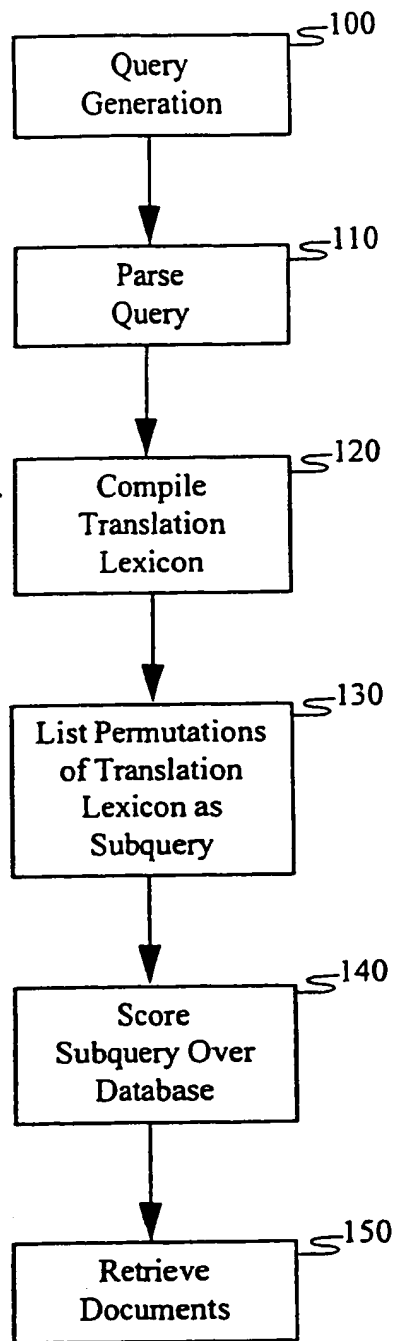 100
Query
Generation
110
Parse
Query
120
Compile
Translation
Lexicon
130
List Permutations
of Translation
Lexicon as
Subquery
140
Score
Subquery Over
Database
150
Retrieve
Documents